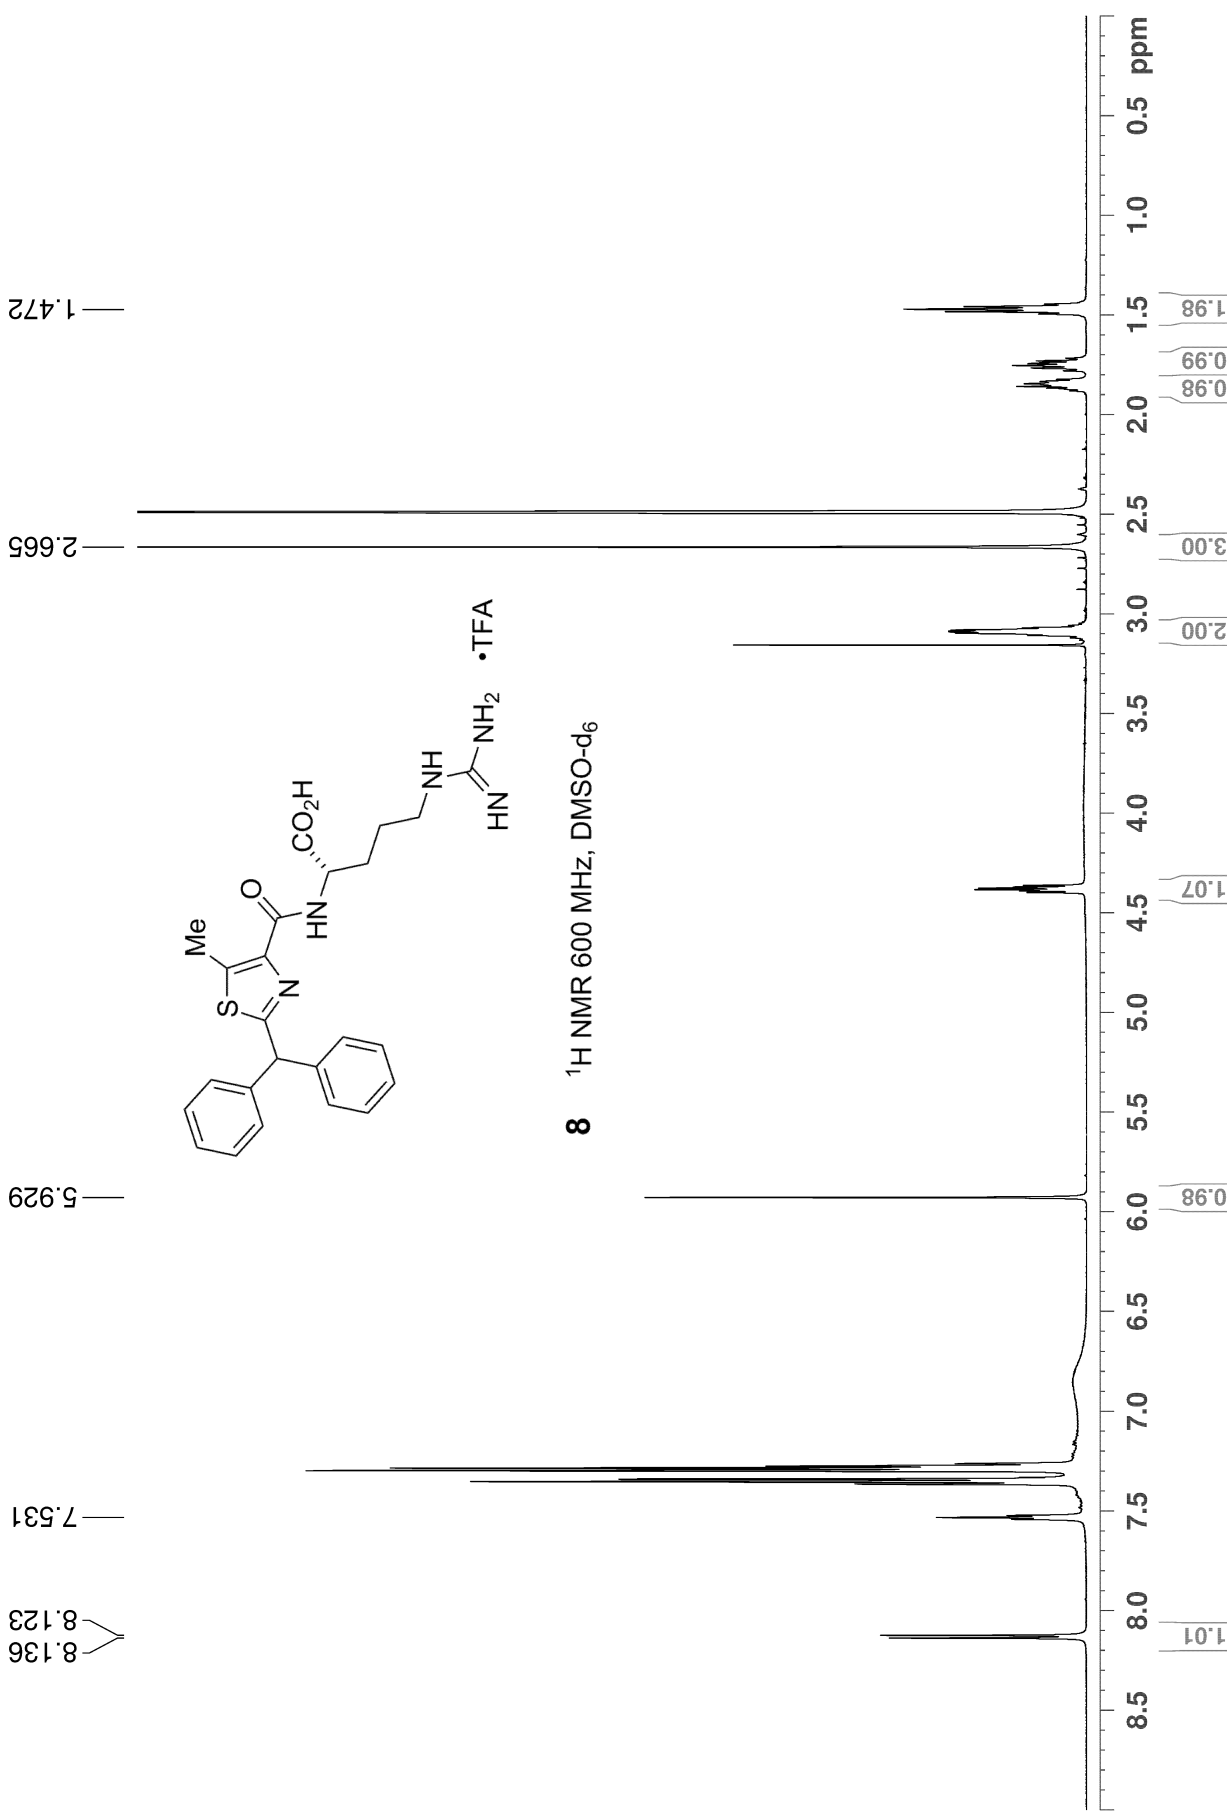 8.136
8.123
7.531
5.929
2.665
1.472
Me
S
N
O
HN
CO2H
NH
HN
NH2
•TFA
8 ¹H NMR 600 MHz, DMSO-d6
8.5 8.0 7.5 7.0 6.5 6.0 5.5 5.0 4.5 4.0 3.5 3.0 2.5 2.0 1.5 1.0 0.5 ppm
1.01
0.98
1.07
2.00
3.00
0.98
0.99
1.98